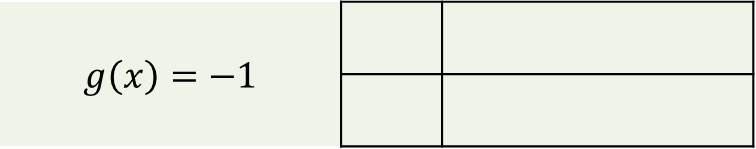 g(x) = −1